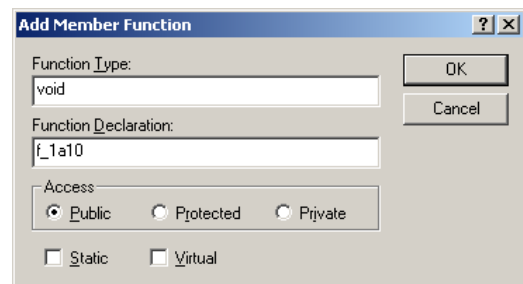 Add Member Function
Function Type:
void
OK
Cancel
Function Declaration:
f_1a10
Access
Public Protected Private
Static Virtual